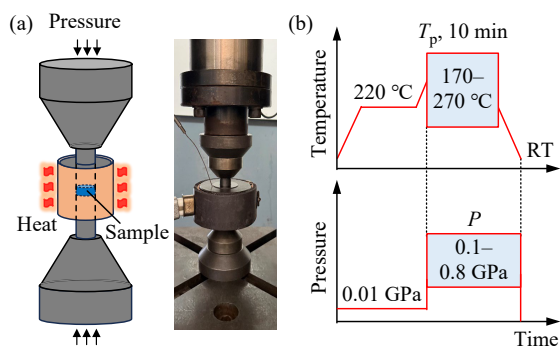 (a)
Pressure
Heat
Sample
(b)
Tp, 10 min
Temperature
220 ℃
170–
270 ℃
RT
P
Pressure
0.01 GPa
0.1–
0.8 GPa
Time